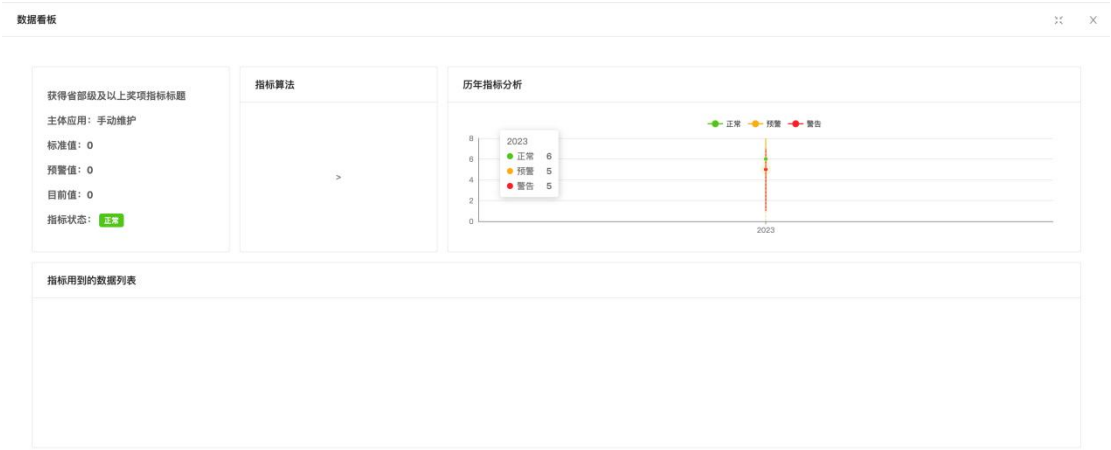 数据看板
获得省部级及以上奖项指标标题
主体应用：手动维护
标准值：0
预警值：0
目前值：0
指标状态： 正常
指标算法
>
历年指标分析
正常 预警 警告
8
6
4
2
0
2023
正常 6
预警 5
警告 5
2023
指标用到的数据列表